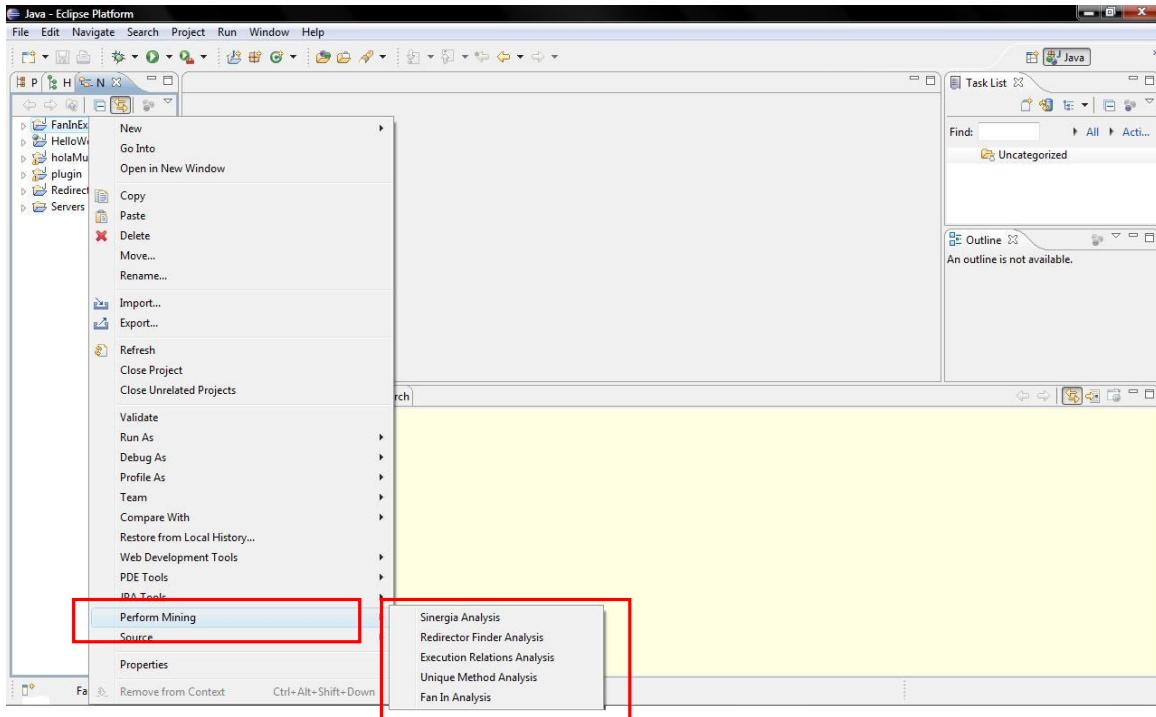 Java - Eclipse Platform
File Edit Navigate Search Project Run Window Help
Java
P H N
Task List
FanInEx
HelloWo
holaMu
plugin
Redirect
Servers
New
Go Into
Open in New Window
Copy
Paste
Delete
Move...
Rename...
Import...
Export...
Refresh
Close Project
Close Unrelated Projects
Validate
Run As
Debug As
Profile As
Team
Compare With
Restore from Local History...
Web Development Tools
PDE Tools
JPA Tools
Perform Mining
Source
Properties
Remove from Context Ctrl+Alt+Shift+Down
Sinergia Analysis
Redirector Finder Analysis
Execution Relations Analysis
Unique Method Analysis
Fan In Analysis
Find: All Acti...
Uncategorized
Outline
An outline is not available.
rch
Fa